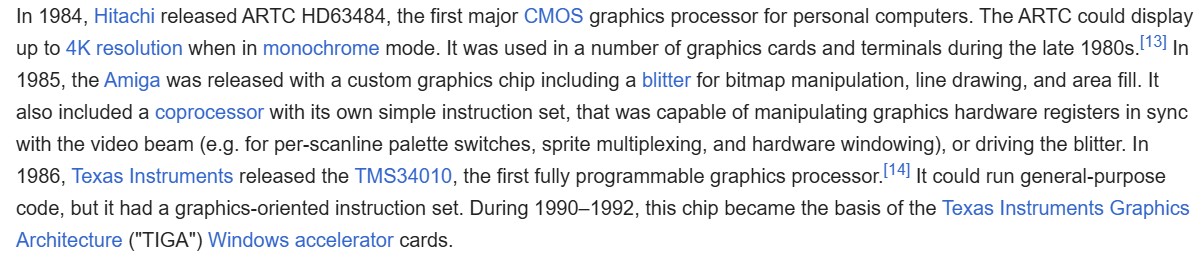 In 1984, Hitachi released ARTC HD63484, the first major CMOS graphics processor for personal computers. The ARTC could display
up to 4K resolution when in monochrome mode. It was used in a number of graphics cards and terminals during the late 1980s.[13] In
1985, the Amiga was released with a custom graphics chip including a blitter for bitmap manipulation, line drawing, and area fill. It
also included a coprocessor with its own simple instruction set, that was capable of manipulating graphics hardware registers in sync
with the video beam (e.g. for per-scanline palette switches, sprite multiplexing, and hardware windowing), or driving the blitter. In
1986, Texas Instruments released the TMS34010, the first fully programmable graphics processor.[14] It could run general-purpose
code, but it had a graphics-oriented instruction set. During 1990–1992, this chip became the basis of the Texas Instruments Graphics
Architecture ("TIGA") Windows accelerator cards.